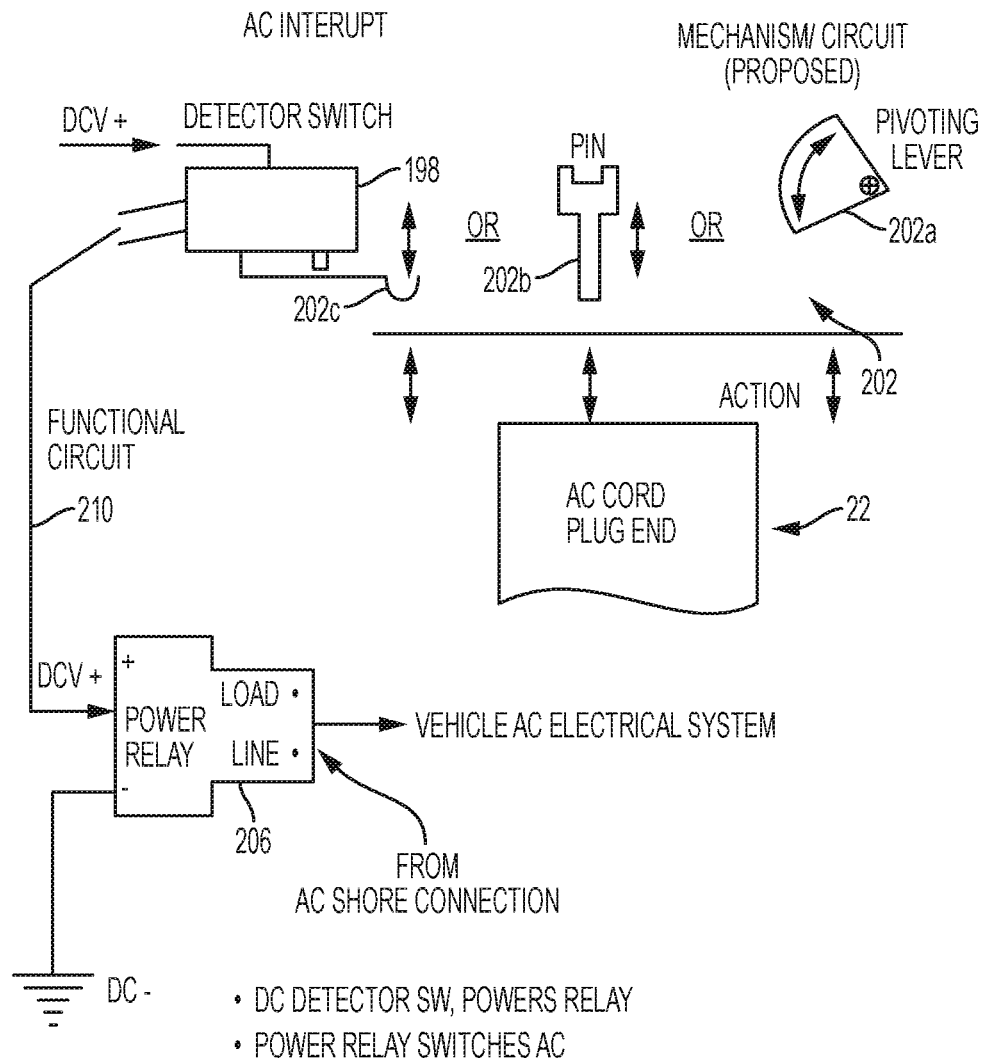 AC INTERUPT
MECHANISM/ CIRCUIT
(PROPOSED)
DCV +
DETECTOR SWITCH
198
PIN
PIVOTING
LEVER
OR
OR
202a
202b
202c
202
ACTION
FUNCTIONAL
CIRCUIT
210
AC CORD
PLUG END
22
DCV +
+
POWER
RELAY
-
LOAD •
LINE •
VEHICLE AC ELECTRICAL SYSTEM
206
FROM
AC SHORE CONNECTION
DC -
• DC DETECTOR SW, POWERS RELAY
• POWER RELAY SWITCHES AC